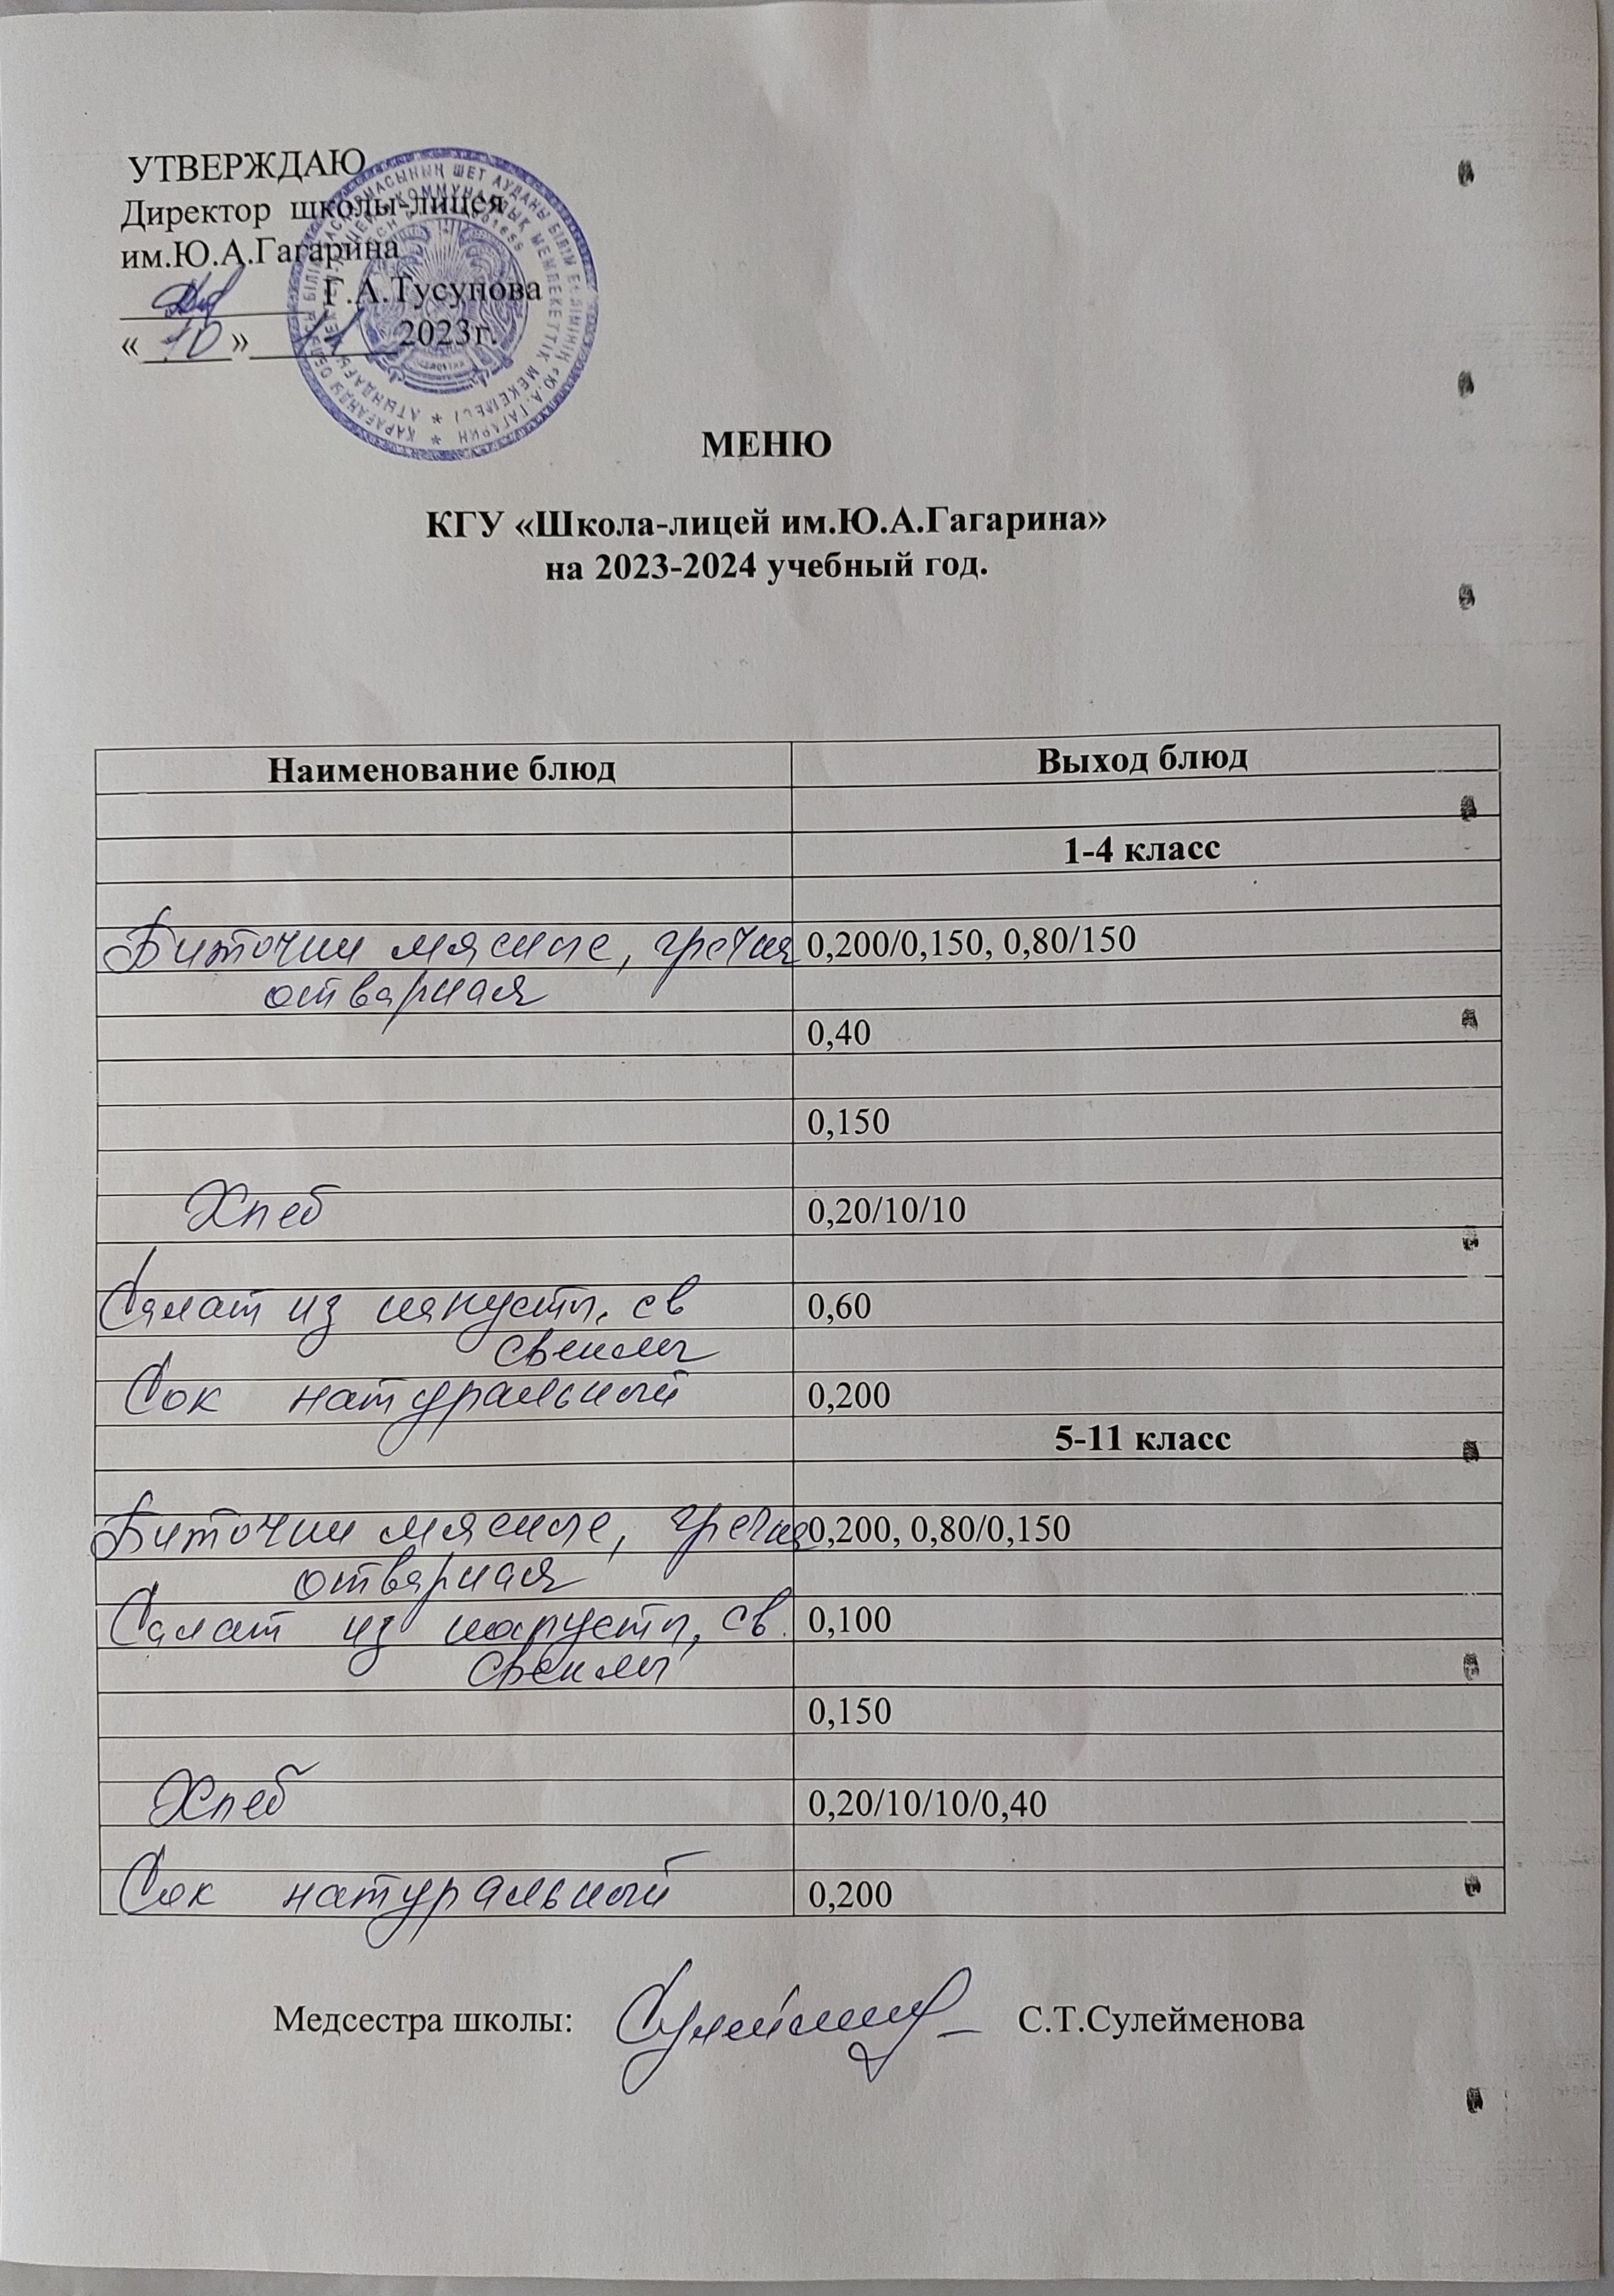 УТВЕРЖДАЮ
Директор школы-лицея
им.Ю.А.Гагарина
Г.А.Тусупова
« 10 » 11 2023г.
МЕНЮ
КГУ «Школа-лицей им.Ю.А.Гагарина»
на 2023-2024 учебный год.
Наименование блюд Выход блюд
1-4 класс
Биточки мясные, гречка 0,200/0,150, 0,80/150
отварная
0,40
0,150
Хлеб 0,20/10/10
Салат из капусты, св 0,60
свеклы
Сок натуральный 0,200
5-11 класс
Биточки мясные, гречка 0,200, 0,80/0,150
отварная
Салат из капусты, св. 0,100
свеклы
0,150
Хлеб 0,20/10/10/0,40
Сок натуральный 0,200
Медсестра школы: С.Т.Сулейменова